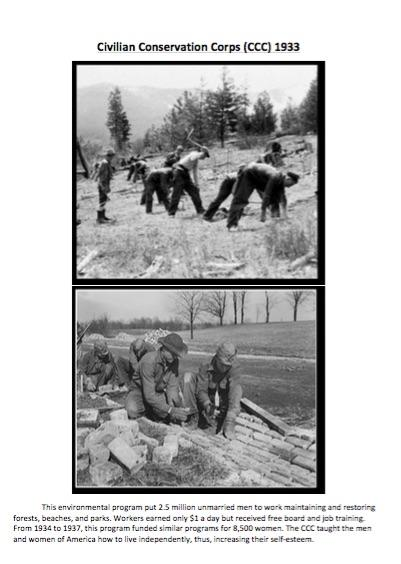 Civilian Conservation Corps (CCC) 1933
This environmental program put 2.5 million unmarried men to work maintaining and restoring
forests, beaches, and parks. Workers earned only $1 a day but received free board and job training.
From 1934 to 1937, this program funded similar programs for 8,500 women. The CCC taught the men
and women of America how to live independently, thus, increasing their self-esteem.